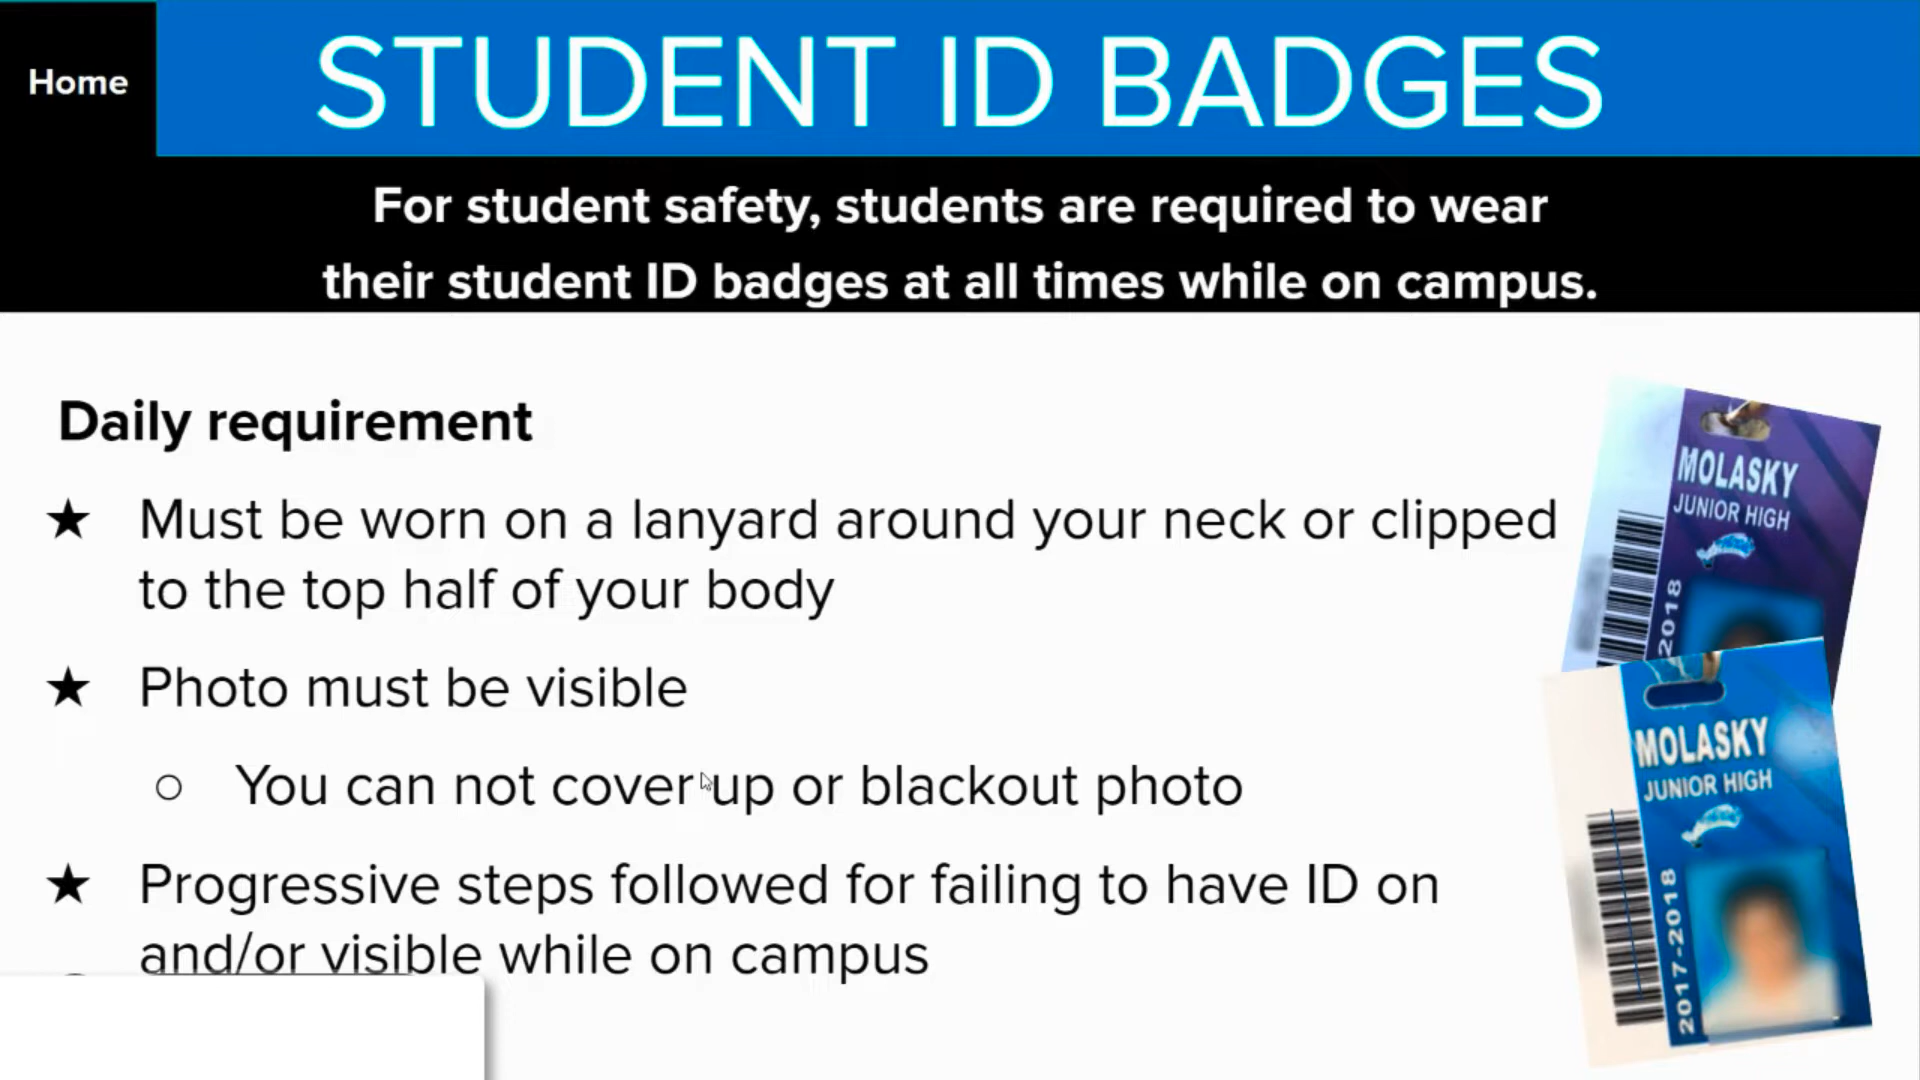 Home
STUDENT ID BADGES
For student safety, students are required to wear
their student ID badges at all times while on campus.
Daily requirement
★ Must be worn on a lanyard around your neck or clipped
to the top half of your body
★ Photo must be visible
○ You can not cover up or blackout photo
★ Progressive steps followed for failing to have ID on
and/or visible while on campus
MOLASKY
JUNIOR HIGH
2018
MOLASKY
JUNIOR HIGH
2017-2018